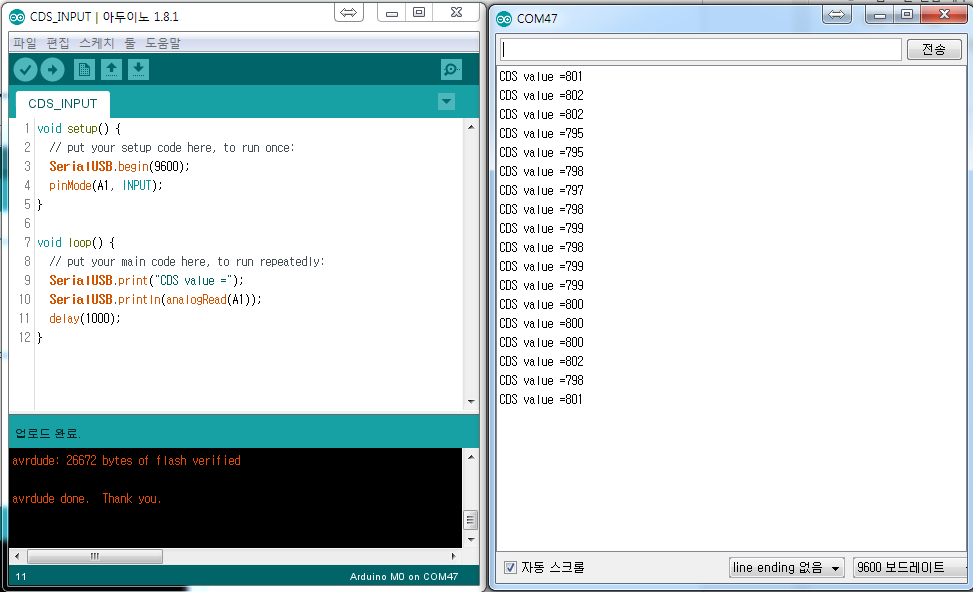 CDS_INPUT | 아두이노 1.8.1
파일 편집 스케치 툴 도움말
CDS_INPUT
1 void setup() {
2 // put your setup code here, to run once:
3 SerialUSB.begin(9600);
4 pinMode(A1, INPUT);
5 }
6
7 void loop() {
8 // put your main code here, to run repeatedly:
9 SerialUSB.print("CDS value =");
10 SerialUSB.println(analogRead(A1));
11 delay(1000);
12 }
업로드 완료.
avrdude: 26672 bytes of flash verified
avrdude done.  Thank you.
11
Arduino M0 on COM47
COM47
전송
CDS value =801
CDS value =802
CDS value =802
CDS value =795
CDS value =795
CDS value =798
CDS value =797
CDS value =798
CDS value =799
CDS value =798
CDS value =799
CDS value =799
CDS value =800
CDS value =800
CDS value =800
CDS value =802
CDS value =798
CDS value =801
자동 스크롤
line ending 없음
9600 보드레이트